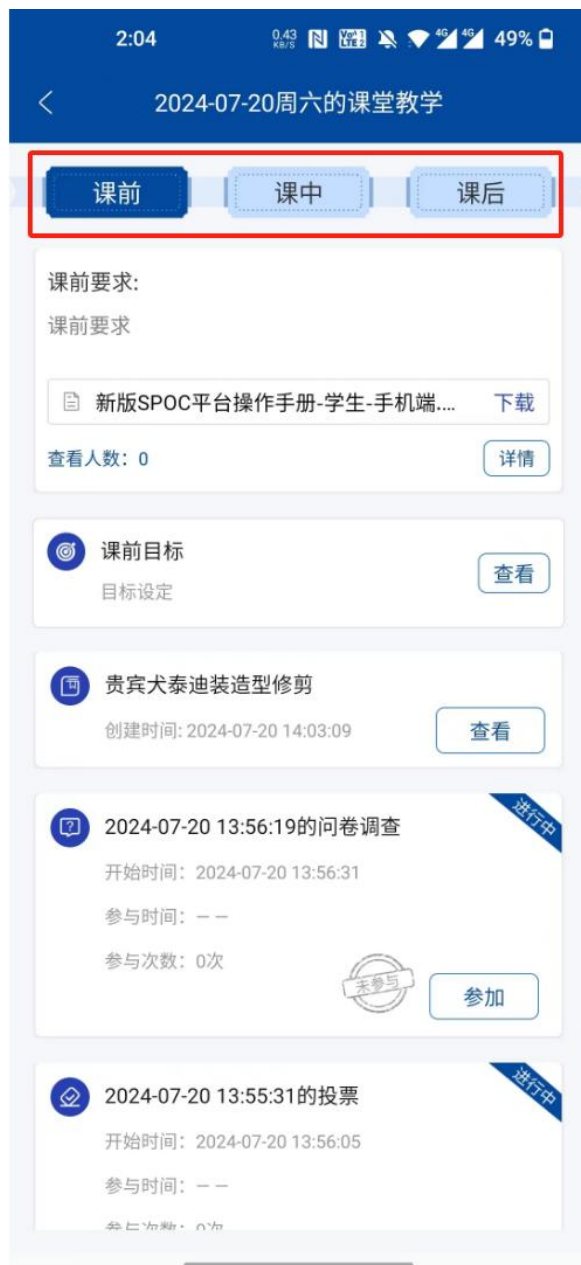 2:04 0.43 KB/S 4G 4G 49%
2024-07-20周六的课堂教学
课前 课中 课后
课前要求:
课前要求
新版SPOC平台操作手册-学生-手机端.... 下载
查看人数：0 详情
课前目标
目标设定
查看
贵宾犬泰迪装造型修剪
创建时间: 2024-07-20 14:03:09
查看
2024-07-20 13:56:19的问卷调查
进行中
开始时间：2024-07-20 13:56:31
参与时间：— —
参与次数：0次
未参与
参加
2024-07-20 13:55:31的投票
进行中
开始时间：2024-07-20 13:56:05
参与时间：— —
参与次数：0次